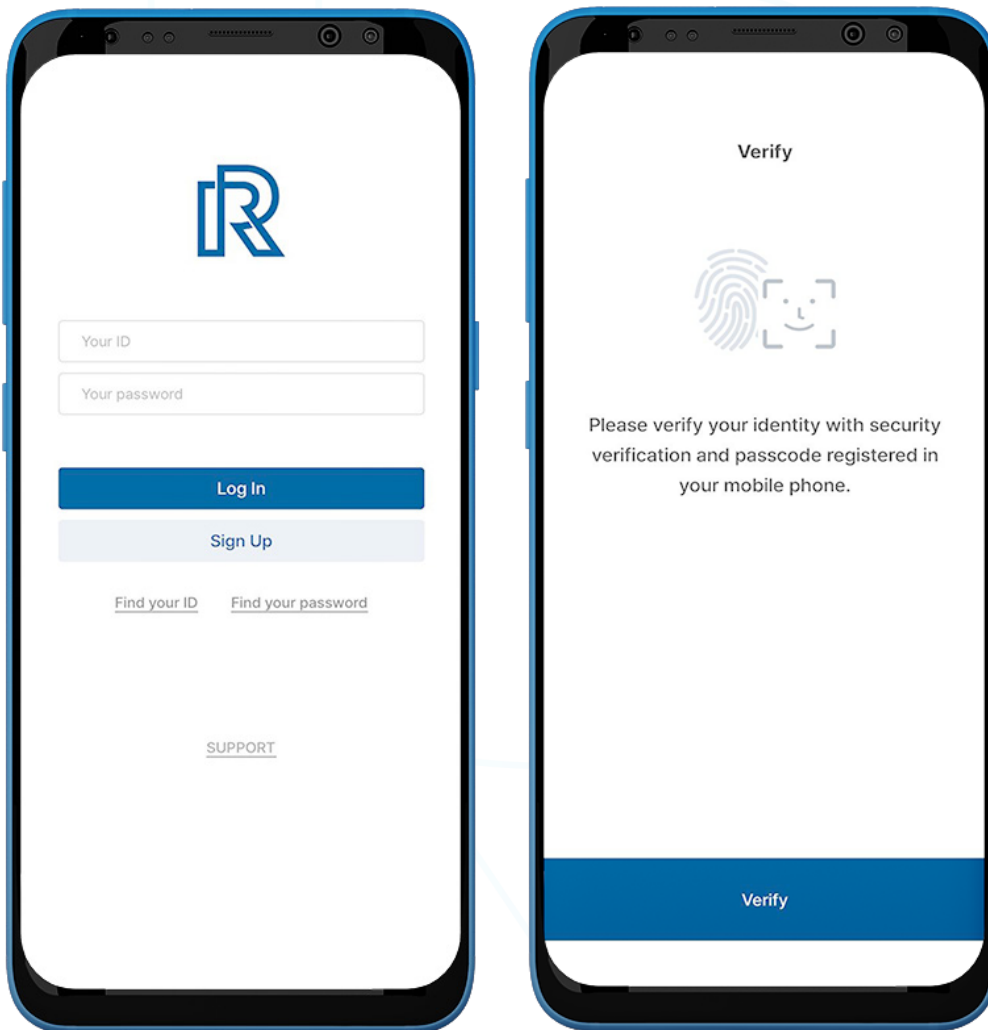 Your ID
Your password
Log In
Sign Up
Find your ID Find your password
SUPPORT
Verify
Please verify your identity with security
verification and passcode registered in
your mobile phone.
Verify